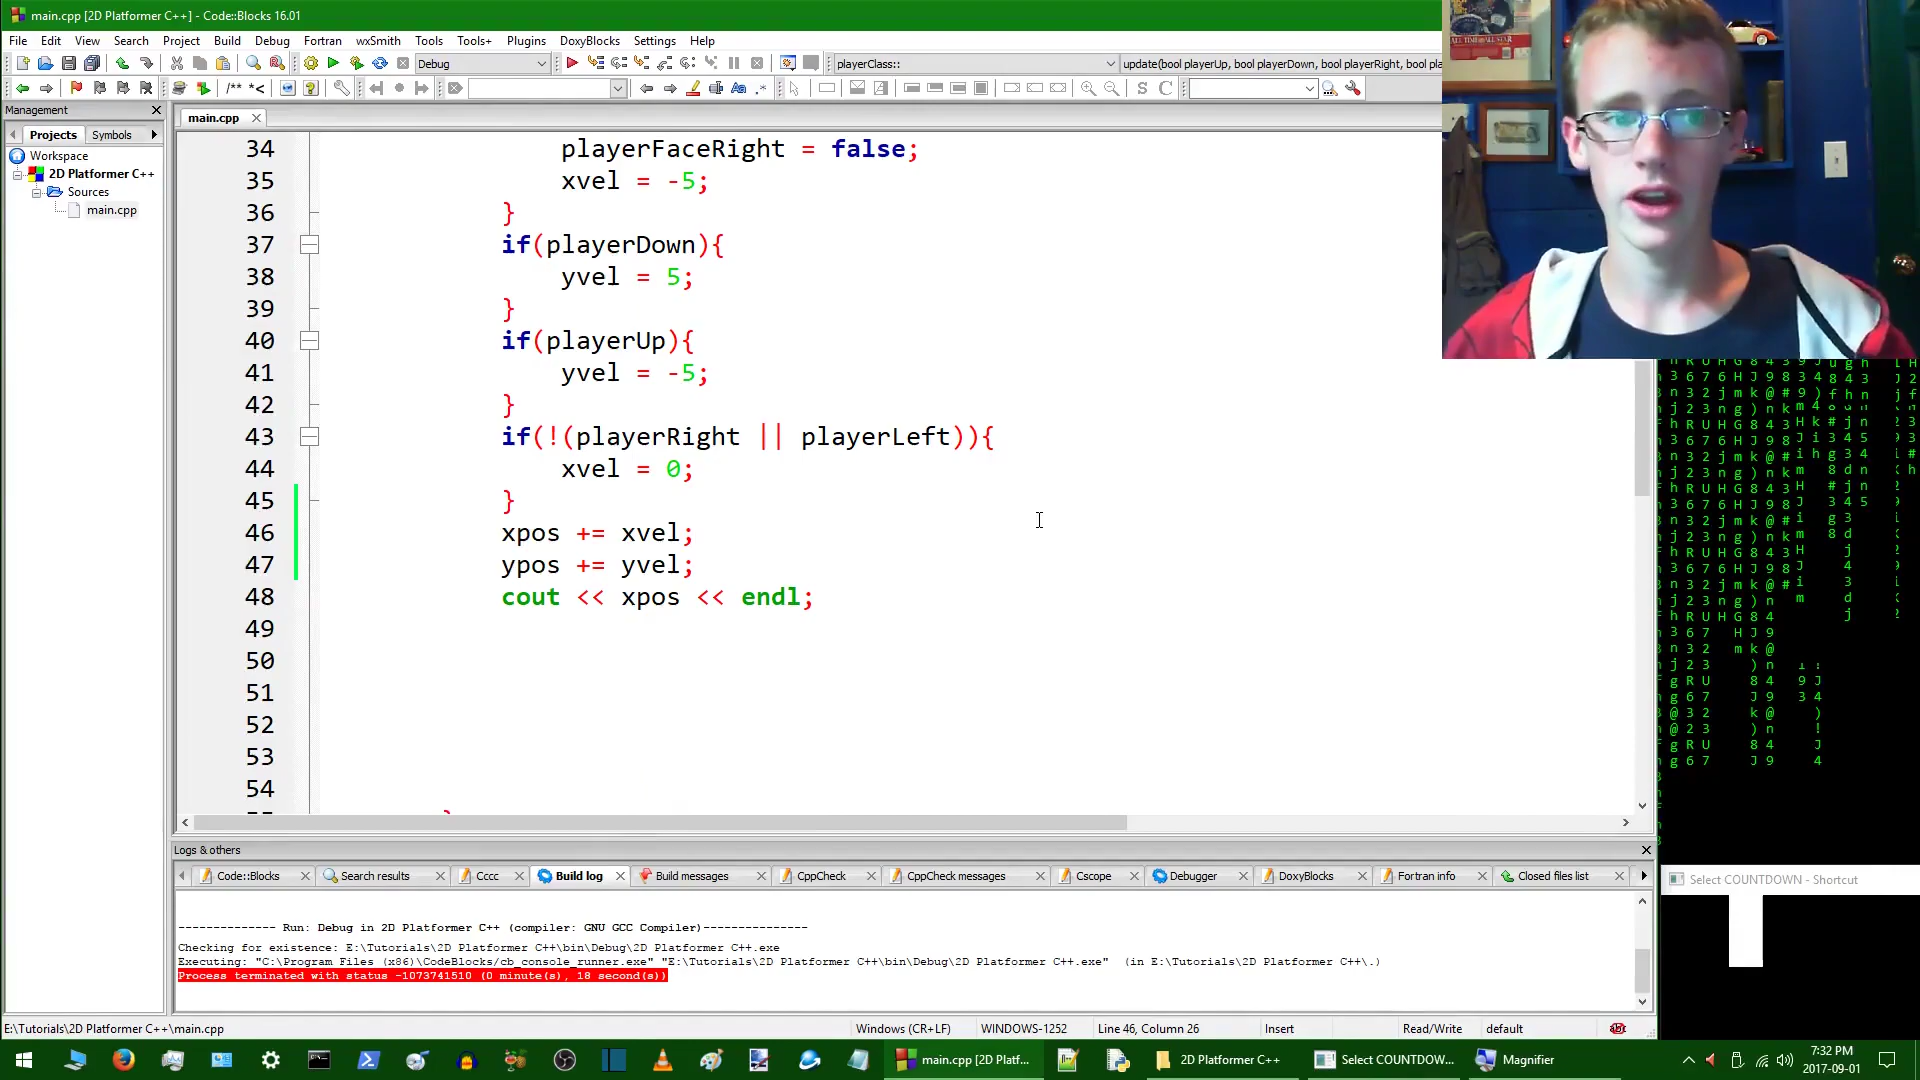 main.cpp [2D Platformer C++] - Code::Blocks 16.01
File Edit View Search Project Build Debug Fortran wxSmith Tools Tools+ Plugins DoxyBlocks Settings Help
Debug
playerClass::
update(bool playerUp, bool playerDown, bool playerRight, bool pla
/** *<
Aa .* S C
Management
main.cpp
Projects Symbols
Workspace
2D Platformer C++
Sources
main.cpp
34 playerFaceRight = false;
35 xvel = -5;
36 }
37 if(playerDown){
38 yvel = 5;
39 }
40 if(playerUp){
41 yvel = -5;
42 }
43 if(!(playerRight || playerLeft)){
44 xvel = 0;
45 }
46 xpos += xvel;
47 ypos += yvel;
48 cout << xpos << endl;
49
50
51
52
53
54
Logs & others
Code::Blocks Search results Cccc Build log Build messages CppCheck CppCheck messages Cscope Debugger DoxyBlocks Fortran info Closed files list
-------------- Run: Debug in 2D Platformer C++ (compiler: GNU GCC Compiler)---------------
Checking for existence: E:\Tutorials\2D Platformer C++\bin\Debug\2D Platformer C++.exe
Executing: "C:\Program Files (x86)\CodeBlocks/cb_console_runner.exe" "E:\Tutorials\2D Platformer C++\bin\Debug\2D Platformer C++.exe"  (in E:\Tutorials\2D Platformer C++\.)
Process terminated with status -1073741510 (0 minute(s), 18 second(s))
Select COUNTDOWN - Shortcut
E:\Tutorials\2D Platformer C++\main.cpp Windows (CR+LF) WINDOWS-1252 Line 46, Column 26 Insert Read/Write default
main.cpp [2D Platf... 2D Platformer C++ Select COUNTDOW... Magnifier
7:32 PM
2017-09-01